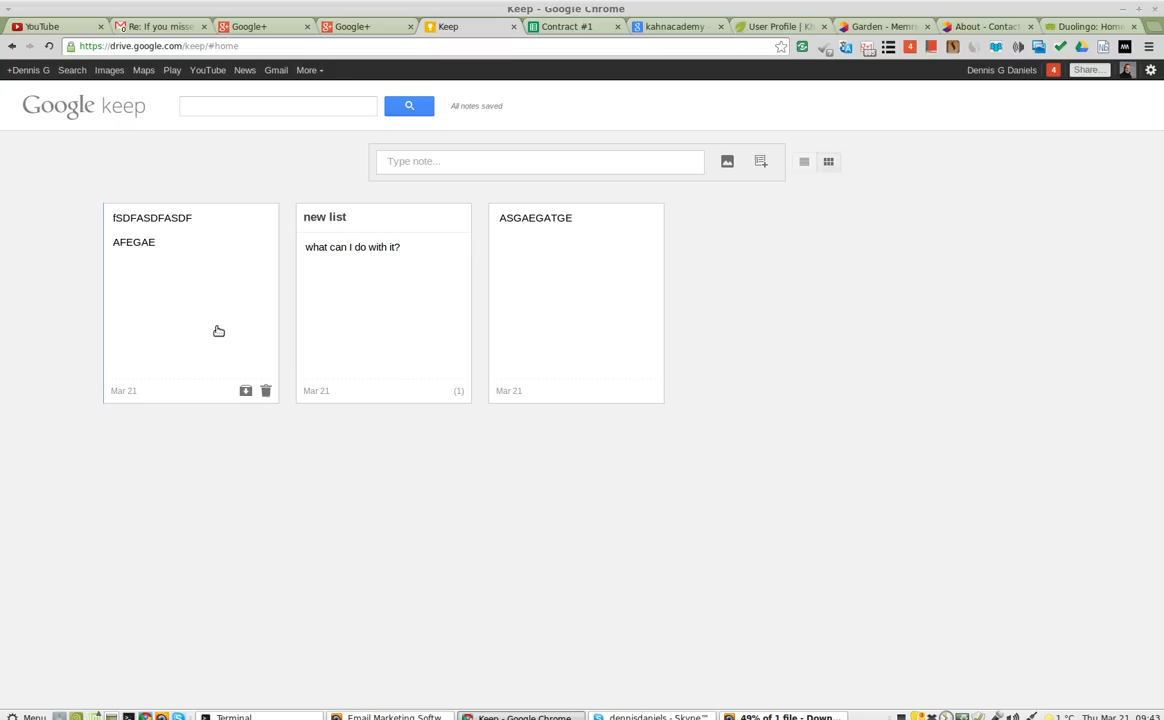 Keep - Google Chrome
YouTube
Re: If you misse
Google+
Google+
Keep
Contract #1
kahnacademy -
User Profile | Kh
Garden - Memr
About - Contact
Duolingo: Hom
https://drive.google.com/keep/#home
+Dennis G Search Images Maps Play YouTube News Gmail More
Dennis G Daniels 4 Share...
Google keep
All notes saved
Type note...
fSDFASDFASDF
AFEGAE
Mar 21
new list
what can I do with it?
Mar 21
(1)
ASGAEGATGE
Mar 21
Menu
Terminal
Email Marketing Softw
Keep - Google Chrome
dennisdaniels - Skype™
49% of 1 file - Down
1 °C Thu Mar 21, 09:43